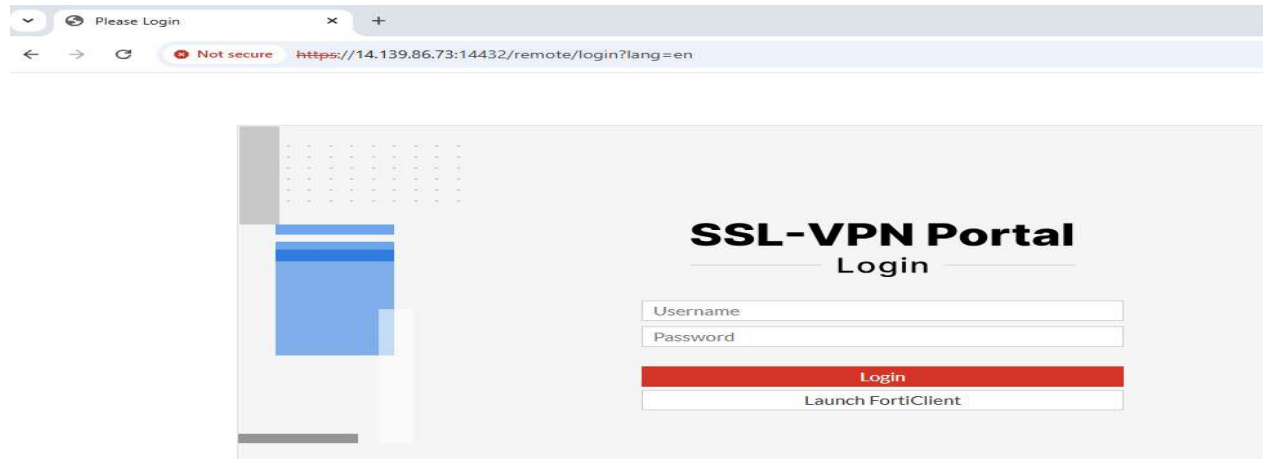 Please Login
Not secure https://14.139.86.73:14432/remote/login?lang=en
SSL-VPN Portal
Login
Username
Password
Login
Launch FortiClient